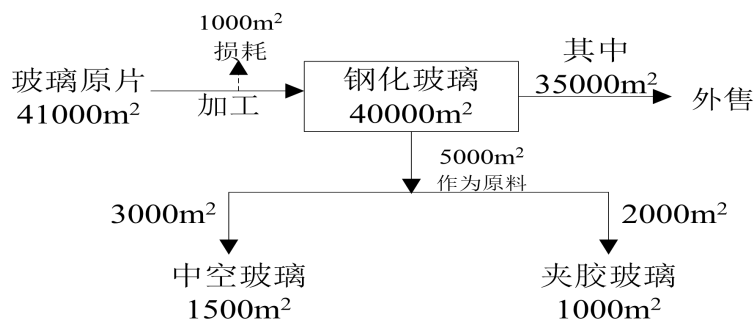 1000m²
损耗
玻璃原片
41000m²
加工
钢化玻璃
40000m²
其中
35000m²
外售
5000m²
作为原料
3000m²
2000m²
中空玻璃
1500m²
夹胶玻璃
1000m²